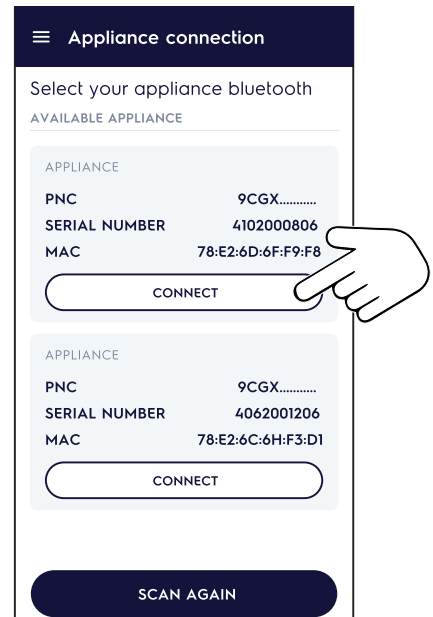 Appliance connection
Select your appliance bluetooth
AVAILABLE APPLIANCE
APPLIANCE
PNC 9CGX...........
SERIAL NUMBER 4102000806
MAC 78:E2:6D:6F:F9:F8
CONNECT
APPLIANCE
PNC 9CGX...........
SERIAL NUMBER 4062001206
MAC 78:E2:6C:6H:F3:D1
CONNECT
SCAN AGAIN